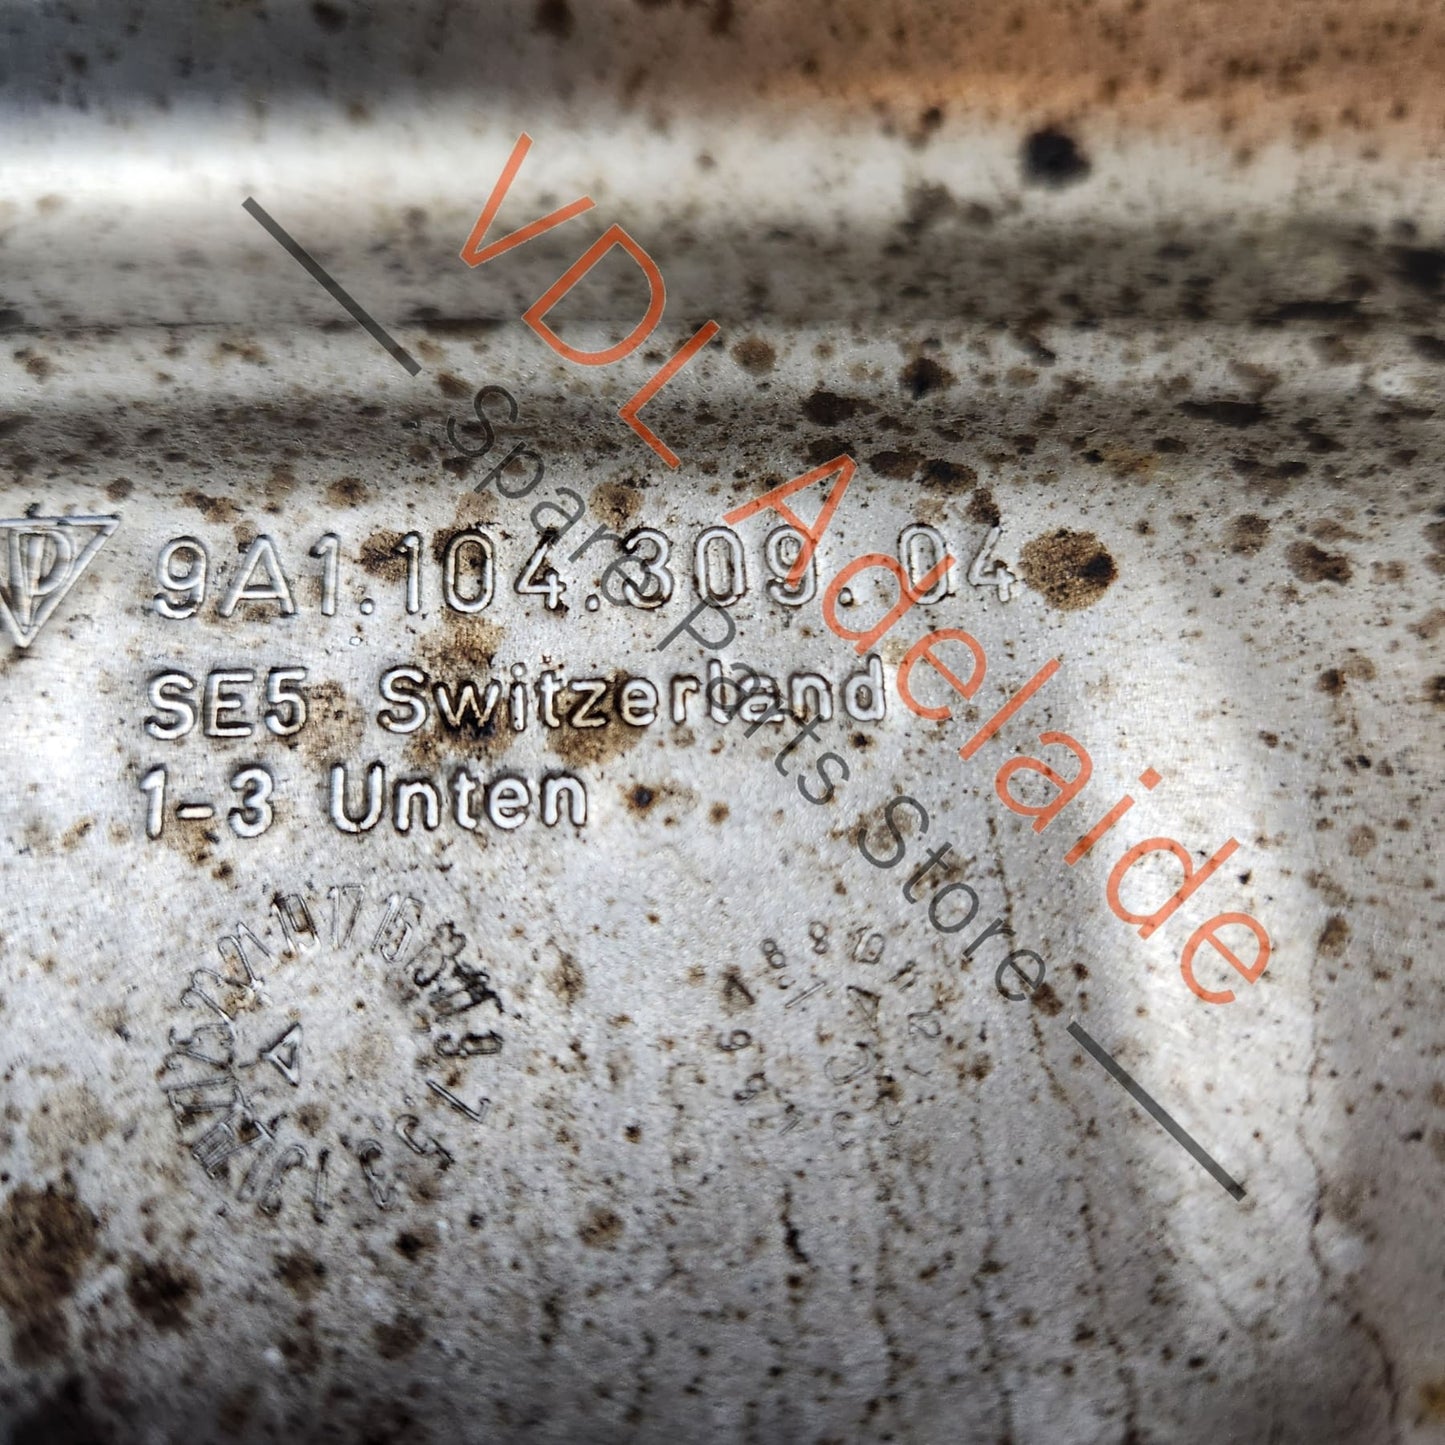 9A1.104.309.04
SE5 Switzerland
1-3 Unten
VDL Adelaide
Spare Parts Store